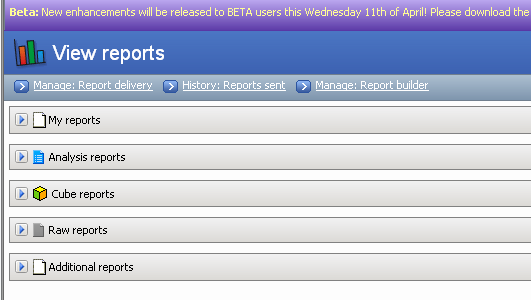 Beta: New enhancements will be released to BETA users this Wednesday 11th of April! Please download the
View reports
Manage: Report delivery History: Reports sent Manage: Report builder
My reports
Analysis reports
Cube reports
Raw reports
Additional reports